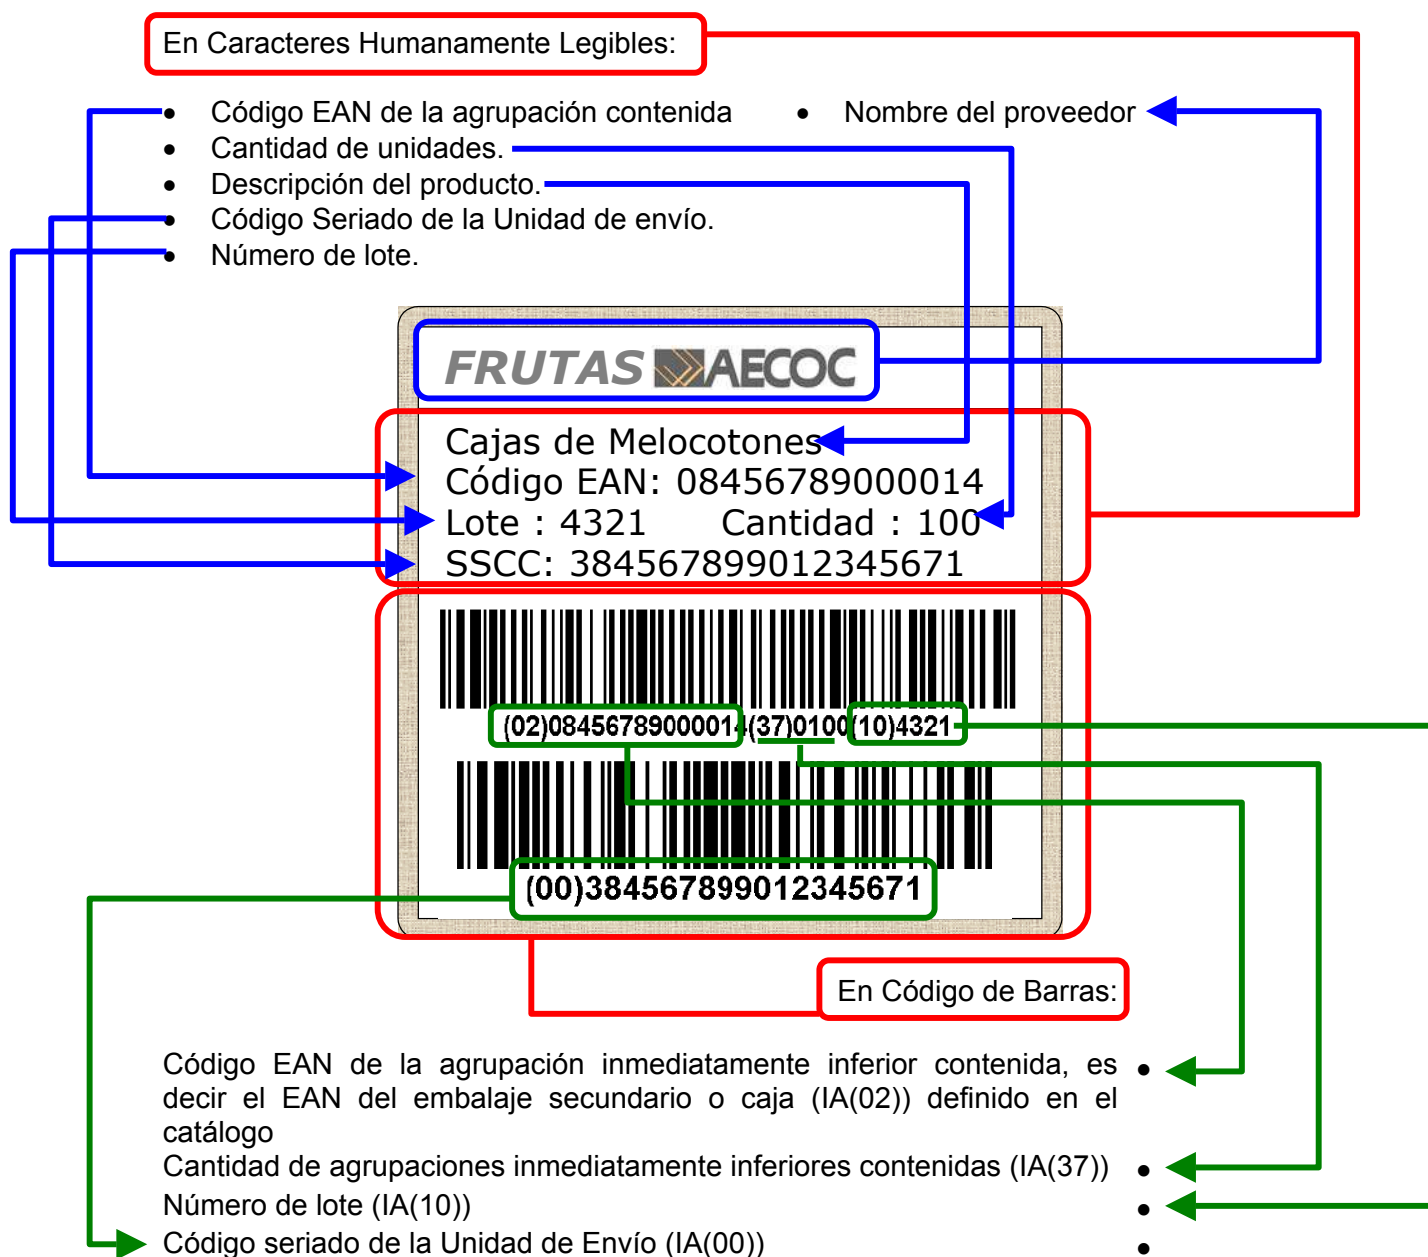 En Caracteres Humanamente Legibles:
• Código EAN de la agrupación contenida
• Nombre del proveedor
• Cantidad de unidades.
• Descripción del producto.
• Código Seriado de la Unidad de envío.
• Número de lote.
FRUTAS AECOC
Cajas de Melocotones
Código EAN: 08456789000014
Lote : 4321 Cantidad : 100
SSCC: 384567899012345671
(02)08456789000014(37)0100(10)4321
(00)384567899012345671
En Código de Barras:
Código EAN de la agrupación inmediatamente inferior contenida, es •
decir el EAN del embalaje secundario o caja (IA(02)) definido en el
catálogo
Cantidad de agrupaciones inmediatamente inferiores contenidas (IA(37)) •
Número de lote (IA(10)) •
Código seriado de la Unidad de Envío (IA(00)) •